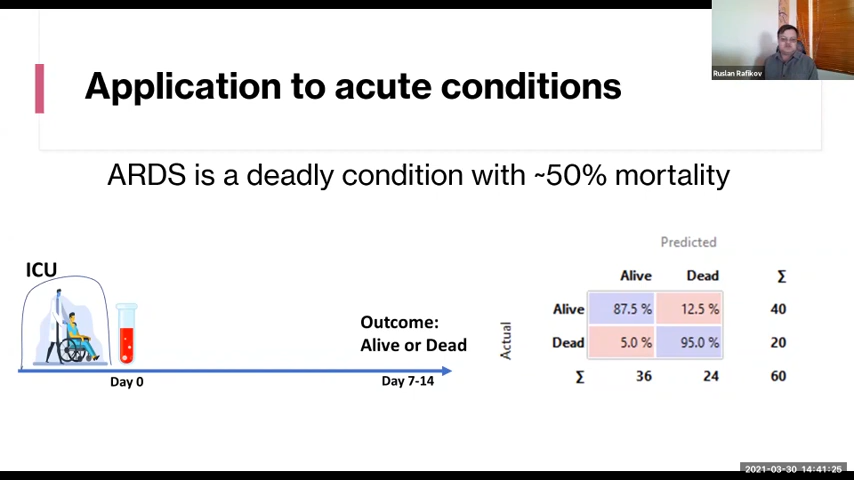 Ruslan Rafikov
Application to acute conditions
ARDS is a deadly condition with ~50% mortality
ICU
Day 0
Outcome:
Alive or Dead
Day 7-14
Predicted
Alive Dead Σ
Actual
Alive 87.5 % 12.5 % 40
Dead 5.0 % 95.0 % 20
Σ 36 24 60
2021-03-30 14:41:25